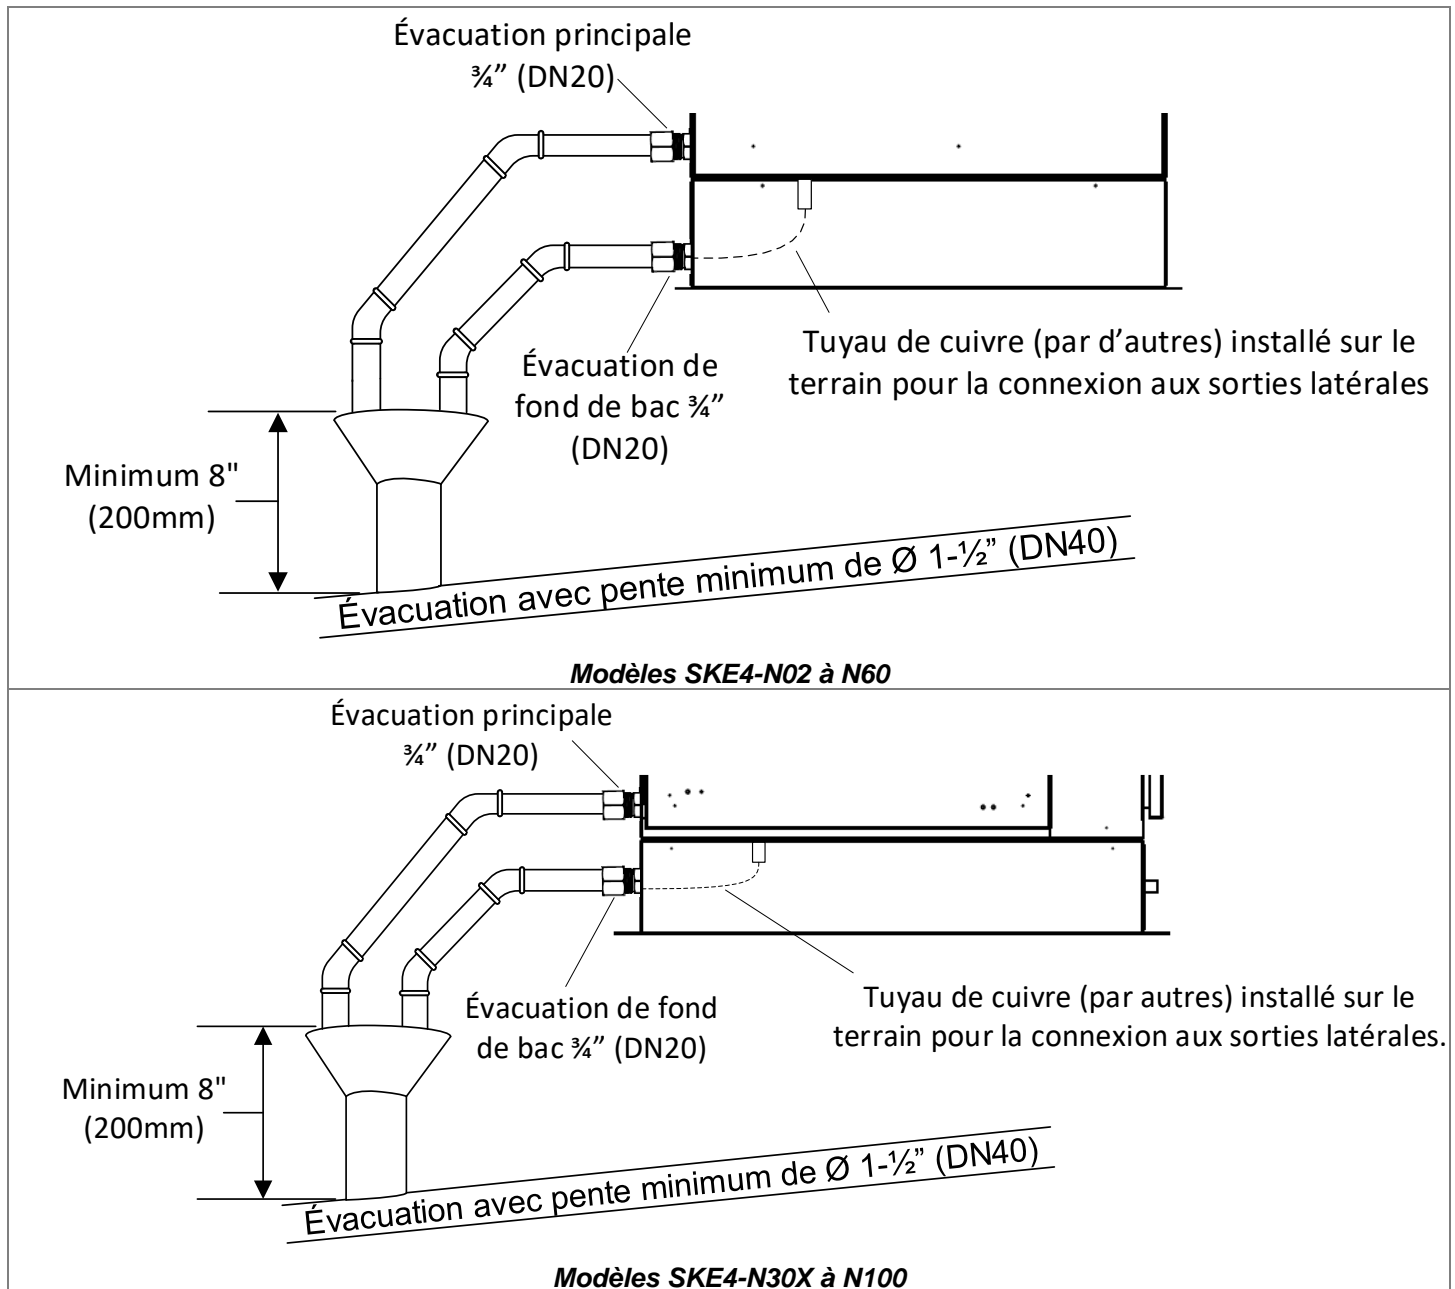 Évacuation principale
¾” (DN20)
Tuyau de cuivre (par d’autres) installé sur le
terrain pour la connexion aux sorties latérales
Évacuation de
fond de bac ¾”
(DN20)
Minimum 8"
(200mm)
Évacuation avec pente minimum de Ø 1-½” (DN40)
Modèles SKE4-N02 à N60
Évacuation principale
¾” (DN20)
Évacuation de fond
de bac ¾” (DN20)
Tuyau de cuivre (par autres) installé sur le
terrain pour la connexion aux sorties latérales.
Minimum 8"
(200mm)
Évacuation avec pente minimum de Ø 1-½” (DN40)
Modèles SKE4-N30X à N100